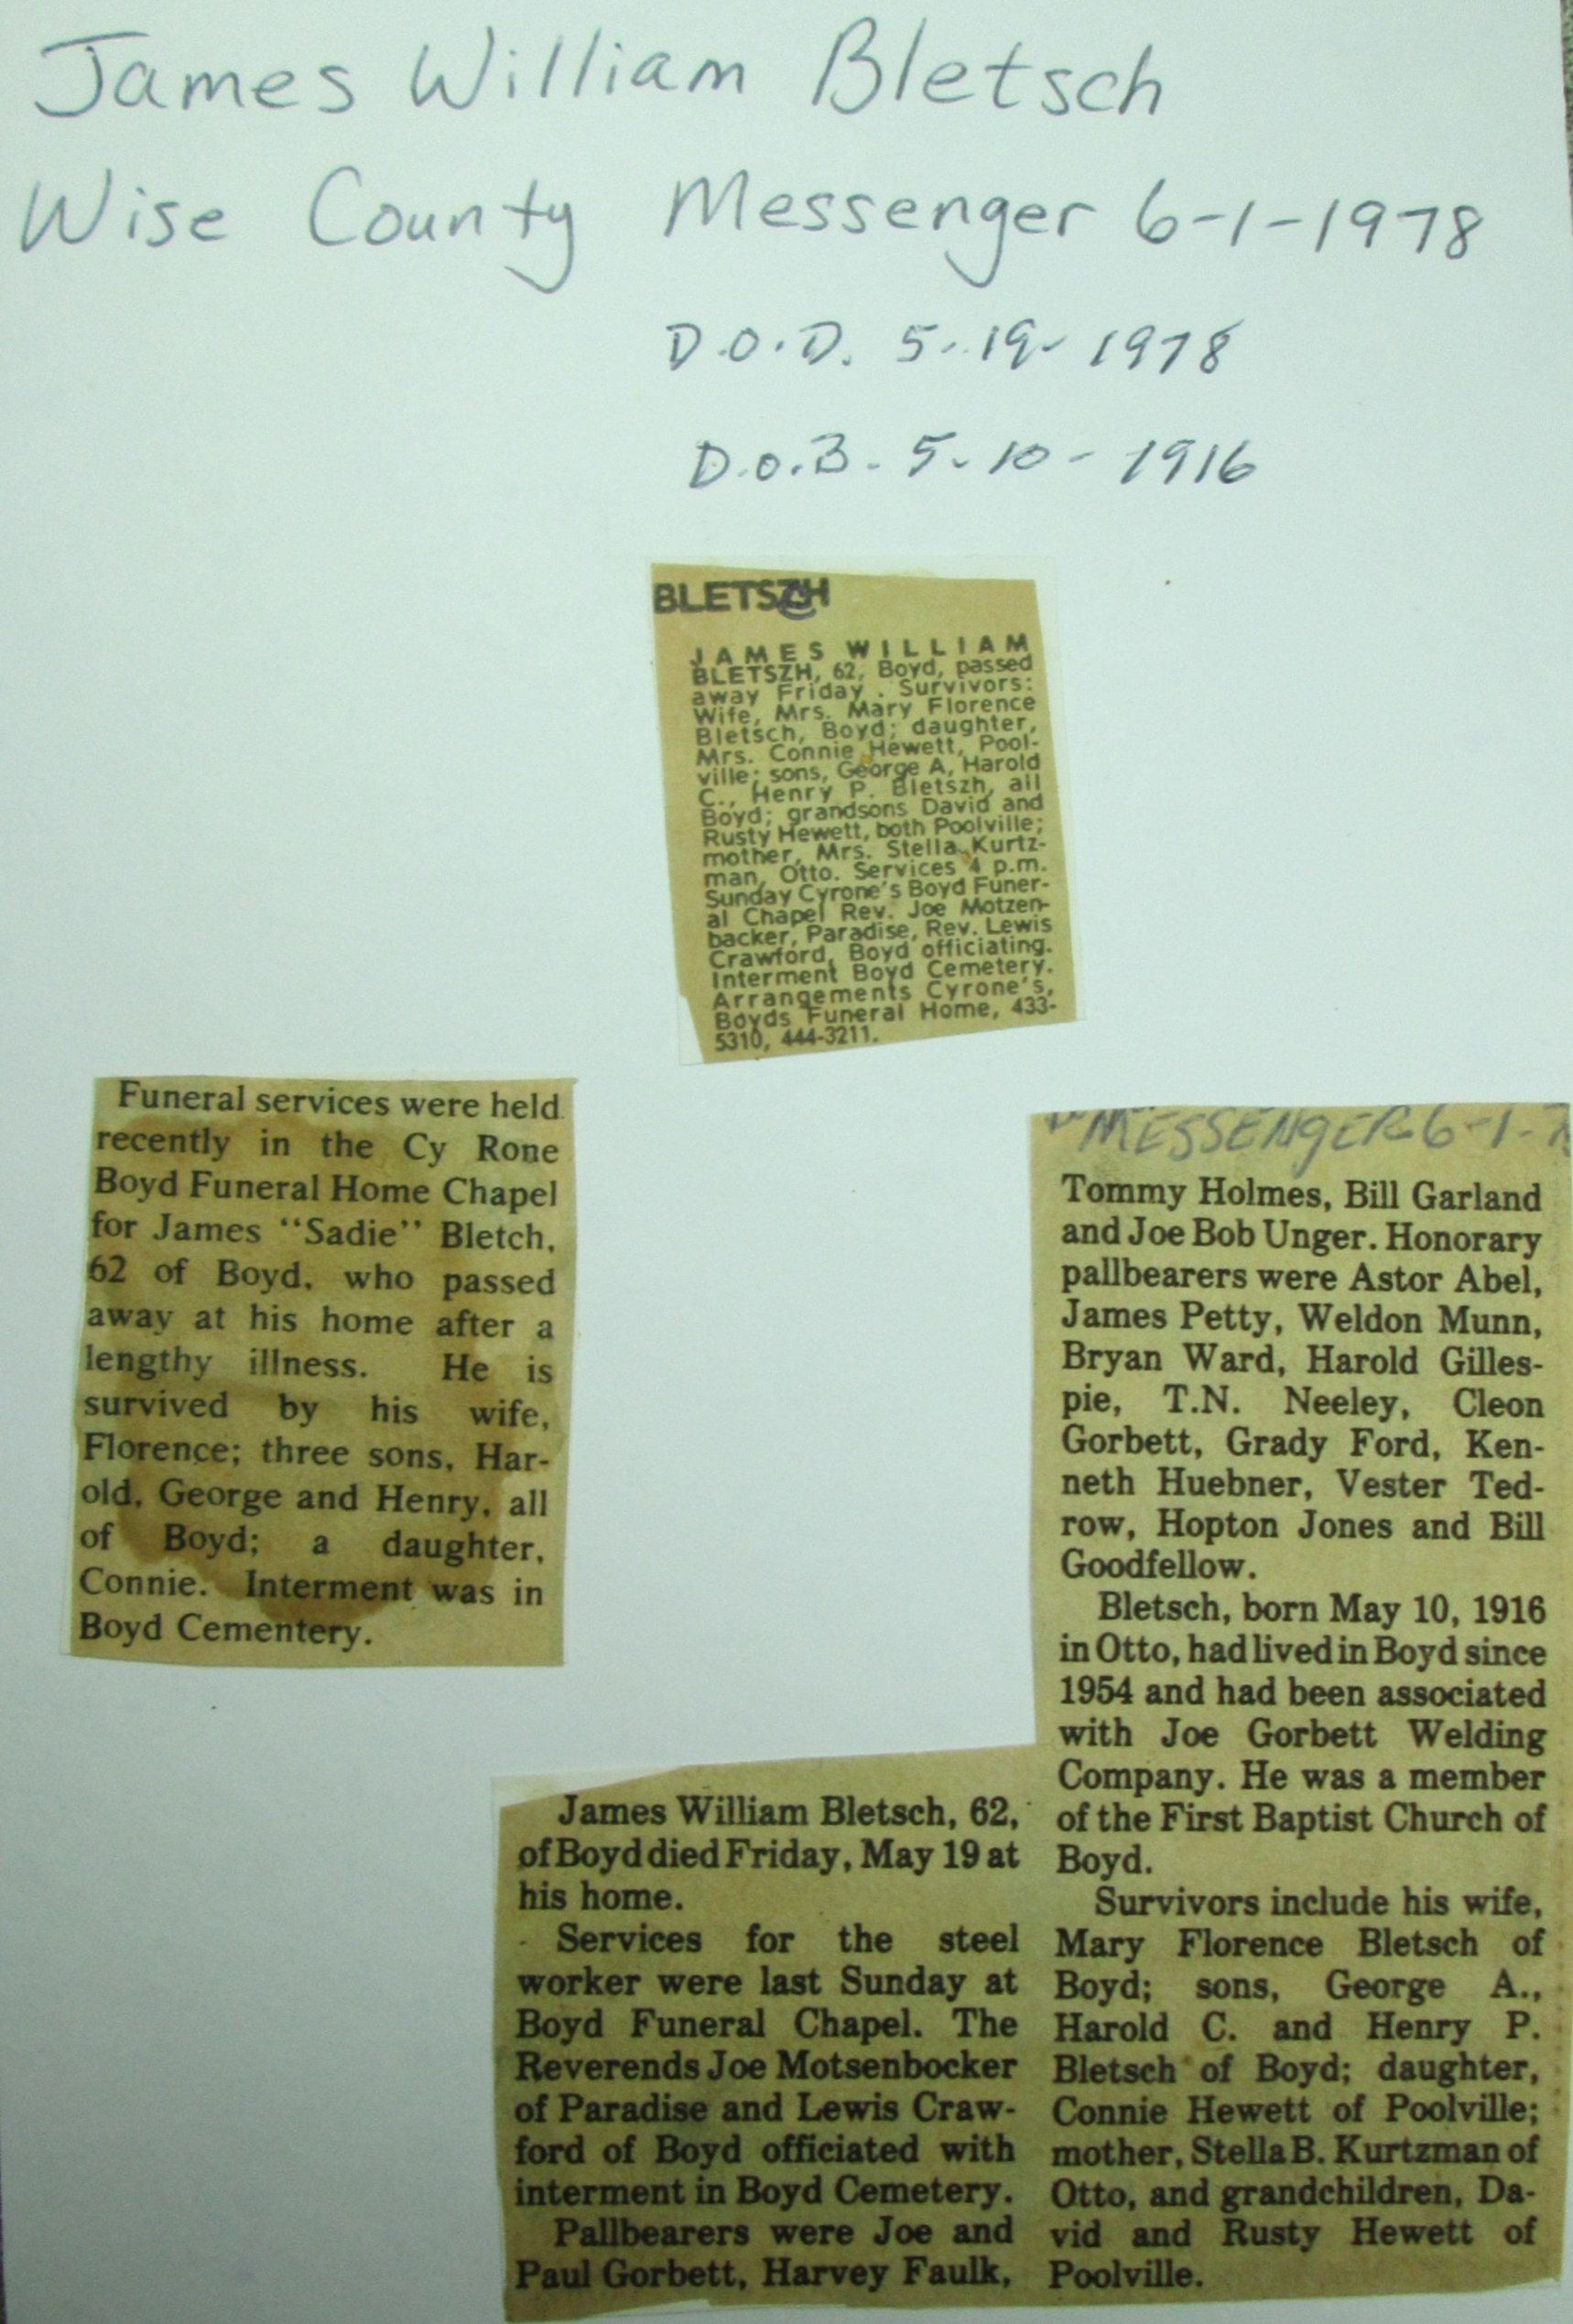 James William Bletsch
Wise County Messenger 6-1-1978
D.O.D. 5-19-1978
D.O.B. 5-10-1916
BLETSCH
JAMES WILLIAM
BLETSZH, 62, Boyd, passed
away Friday . Survivors:
Wife, Mrs. Mary Florence
Bletsch, Boyd; daughter,
Mrs. Connie Hewett, Pool-
ville; sons, George A, Harold
C., Henry P. Bletszh, all
Boyd; grandsons David and
Rusty Hewett, both Poolville;
mother, Mrs. Stella Kurtz-
man, Otto. Services 4 p.m.
Sunday Cyrone's Boyd Funer-
al Chapel Rev. Joe Motzen-
backer, Paradise, Rev. Lewis
Crawford, Boyd officiating.
Interment Boyd Cemetery.
Arrangements Cyrone's,
Boyds Funeral Home, 433-
5310, 444-3211.
Funeral services were held
recently in the Cy Rone
Boyd Funeral Home Chapel
for James "Sadie" Bletch,
62 of Boyd, who passed
away at his home after a
lengthy illness. He is
survived by his wife,
Florence; three sons, Har-
old, George and Henry, all
of Boyd; a daughter,
Connie. Interment was in
Boyd Cementery.
James William Bletsch, 62,
of Boyd died Friday, May 19 at
his home.
Services for the steel
worker were last Sunday at
Boyd Funeral Chapel. The
Reverends Joe Motsenbocker
of Paradise and Lewis Craw-
ford of Boyd officiated with
interment in Boyd Cemetery.
Pallbearers were Joe and
Paul Gorbett, Harvey Faulk,
MESSENGER 6-1-7
Tommy Holmes, Bill Garland
and Joe Bob Unger. Honorary
pallbearers were Astor Abel,
James Petty, Weldon Munn,
Bryan Ward, Harold Gilles-
pie, T.N. Neeley, Cleon
Gorbett, Grady Ford, Ken-
neth Huebner, Vester Ted-
row, Hopton Jones and Bill
Goodfellow.
Bletsch, born May 10, 1916
in Otto, had lived in Boyd since
1954 and had been associated
with Joe Gorbett Welding
Company. He was a member
of the First Baptist Church of
Boyd.
Survivors include his wife,
Mary Florence Bletsch of
Boyd; sons, George A.,
Harold C. and Henry P.
Bletsch of Boyd; daughter,
Connie Hewett of Poolville;
mother, Stella B. Kurtzman of
Otto, and grandchildren, Da-
vid and Rusty Hewett of
Poolville.